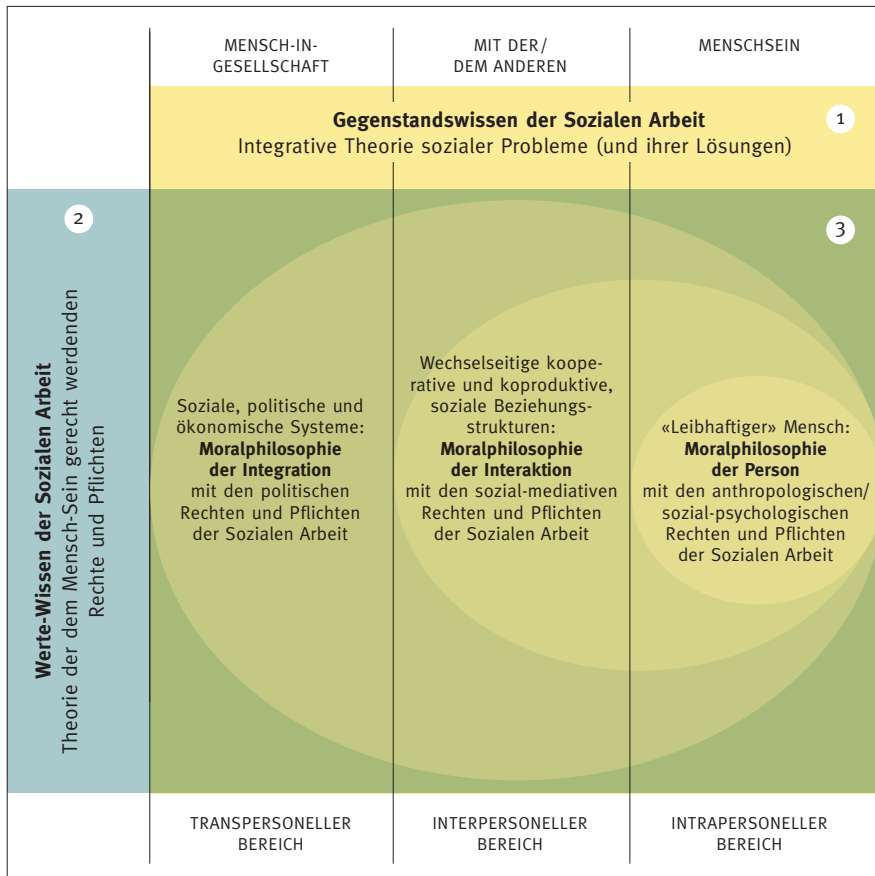 MENSCH-IN-
GESELLSCHAFT
MIT DER/
DEM ANDEREN
MENSCHSEIN
Gegenstandswissen der Sozialen Arbeit
Integrative Theorie sozialer Probleme (und ihrer Lösungen)
1
2
Werte-Wissen der Sozialen Arbeit
Theorie der dem Mensch-Sein gerecht werdenden
Rechte und Pflichten
3
Soziale, politische und
ökonomische Systeme:
Moralphilosophie
der Integration
mit den politischen
Rechten und Pflichten
der Sozialen Arbeit
Wechselseitige koope-
rative und koproduktive,
soziale Beziehungs-
strukturen:
Moralphilosophie
der Interaktion
mit den sozial-mediativen
Rechten und Pflichten
der Sozialen Arbeit
«Leibhaftiger» Mensch:
Moralphilosophie
der Person
mit den anthropologischen/
sozial-psychologischen
Rechten und Pflichten
der Sozialen Arbeit
TRANSPERSONELLER
BEREICH
INTERPERSONELLER
BEREICH
INTRAPERSONELLER
BEREICH